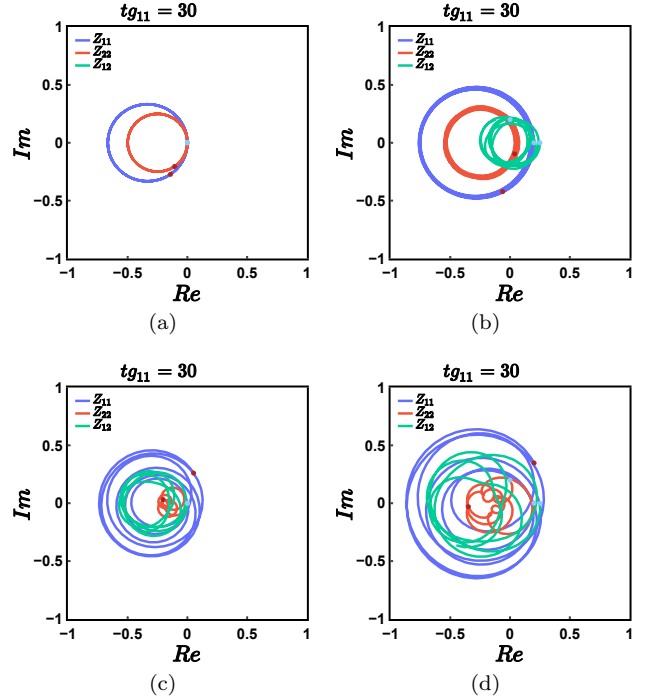 tg₁₁ = 30
Z₁₁
Z₂₂
Z₁₂
1
0.5
0
−0.5
−1
Im
−1 −0.5 0 0.5 1
Re
(a)
tg₁₁ = 30
Z₁₁
Z₂₂
Z₁₂
1
0.5
0
−0.5
−1
Im
−1 −0.5 0 0.5 1
Re
(b)
tg₁₁ = 30
Z₁₁
Z₂₂
Z₁₂
1
0.5
0
−0.5
−1
Im
−1 −0.5 0 0.5 1
Re
(c)
tg₁₁ = 30
Z₁₁
Z₂₂
Z₁₂
1
0.5
0
−0.5
−1
Im
−1 −0.5 0 0.5 1
Re
(d)